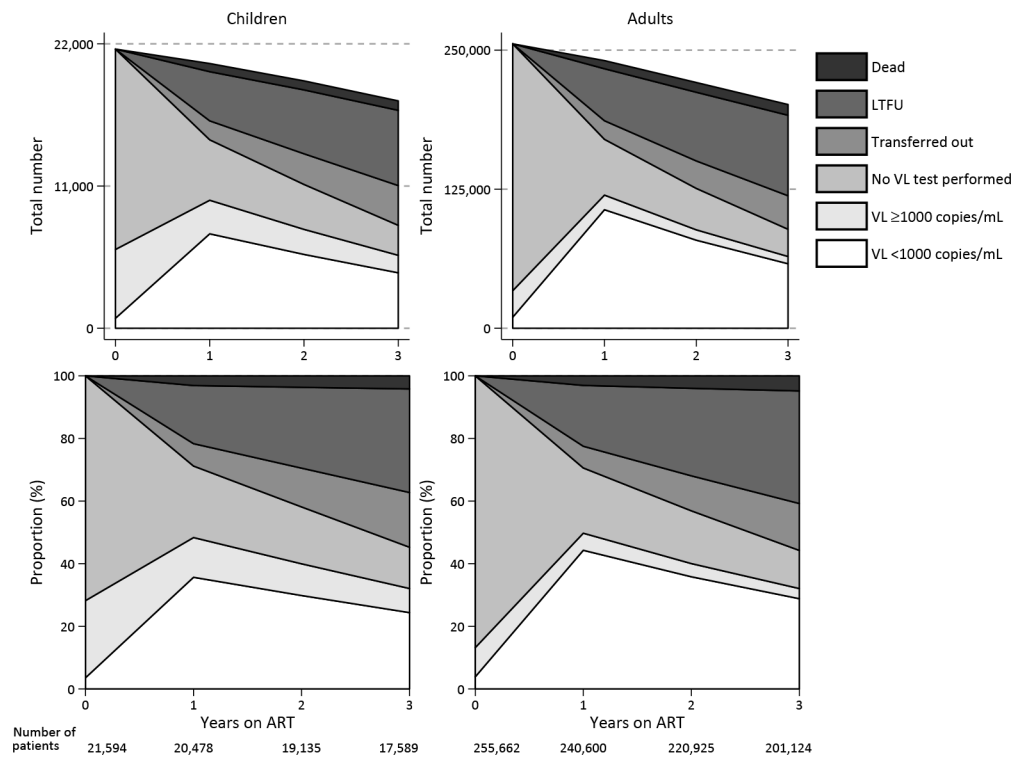 Children
Adults
22,000
11,000
0
Total number
0 1 2 3
250,000
125,000
0
Total number
0 1 2 3
Dead
LTFU
Transferred out
No VL test performed
VL ≥1000 copies/mL
VL <1000 copies/mL
100
80
60
40
20
0
Proportion (%)
0 1 2 3
Years on ART
100
80
60
40
20
0
Proportion (%)
0 1 2 3
Years on ART
Number of
patients
21,594 20,478 19,135 17,589
255,662 240,600 220,925 201,124